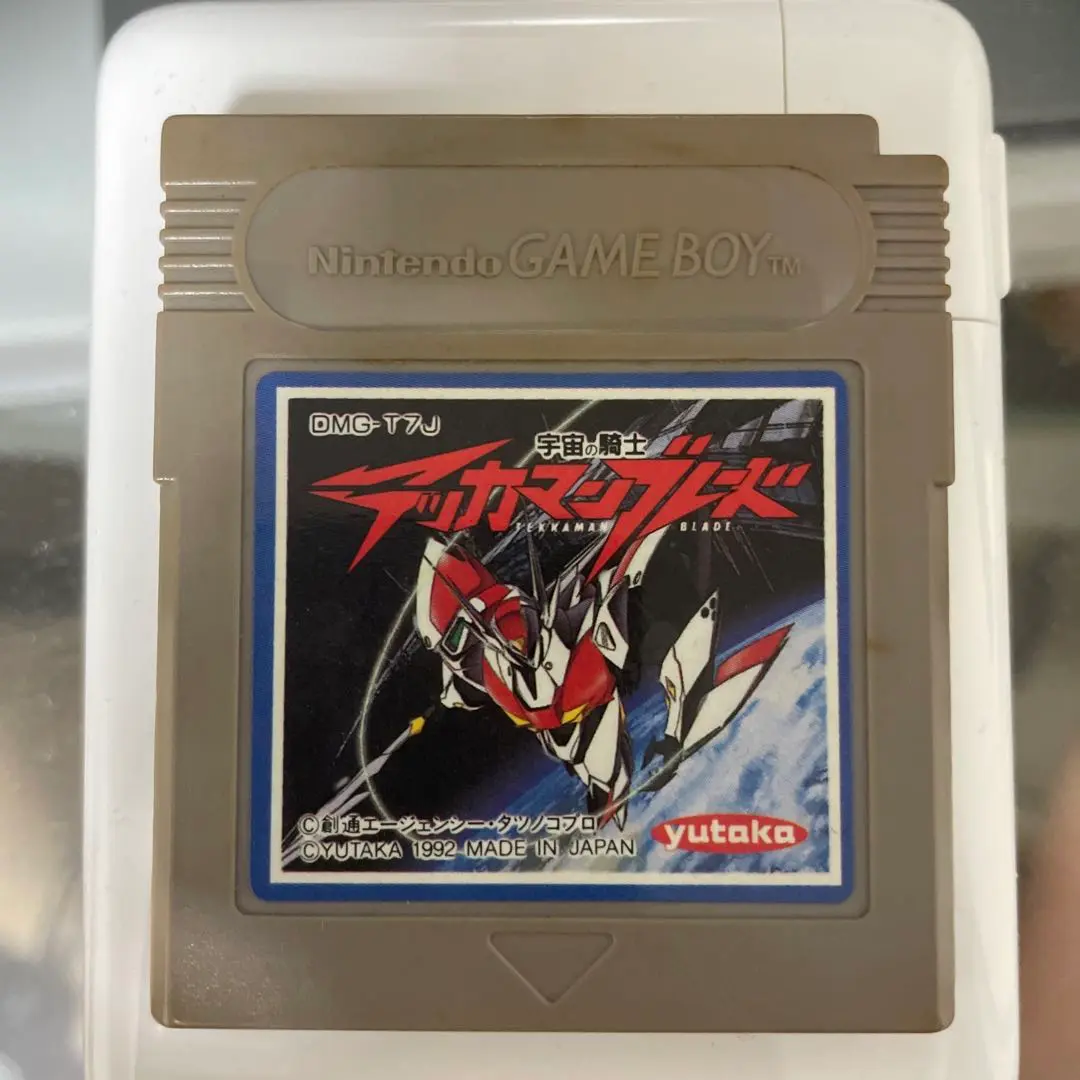 Nintendo GAME BOY TM
DMG-T7J
宇宙の騎士
テッカマンブレード
TEKKAMAN BLADE
©創通エージェンシー・タツノコプロ
©YUTAKA 1992 MADE IN JAPAN
yutaka